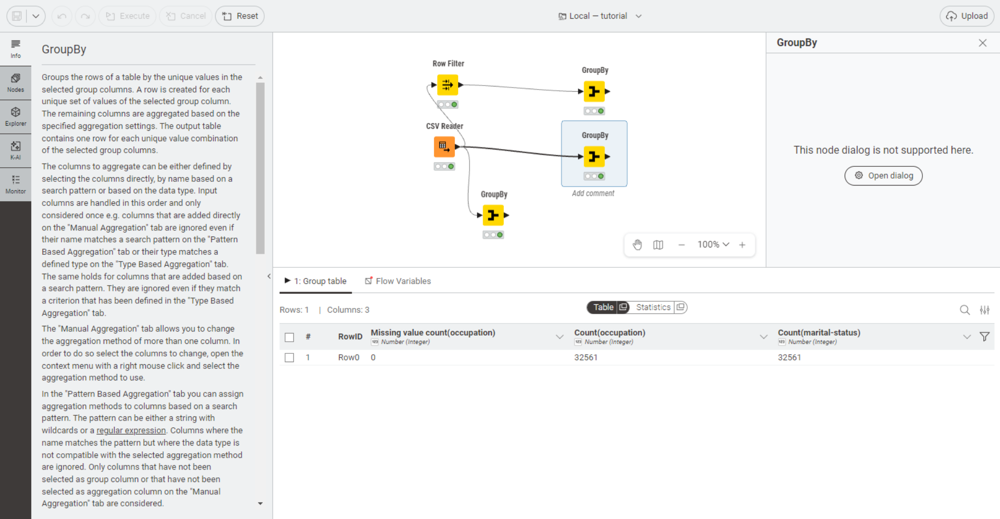 Execute
Cancel
Reset
Local — tutorial
Upload
Info
Nodes
Explorer
K-AI
Monitor
GroupBy
Groups the rows of a table by the unique values in the
selected group columns. A row is created for each
unique set of values of the selected group column.
The remaining columns are aggregated based on the
specified aggregation settings. The output table
contains one row for each unique value combination
of the selected group columns.
The columns to aggregate can be either defined by
selecting the columns directly, by name based on a
search pattern or based on the data type. Input
columns are handled in this order and only
considered once e.g. columns that are added directly
on the "Manual Aggregation" tab are ignored even if
their name matches a search pattern on the "Pattern
Based Aggregation" tab or their type matches a
defined type on the "Type Based Aggregation" tab.
The same holds for columns that are added based on
a search pattern. They are ignored even if they match
a criterion that has been defined in the "Type Based
Aggregation" tab.
The "Manual Aggregation" tab allows you to change
the aggregation method of more than one column. In
order to do so select the columns to change, open the
context menu with a right mouse click and select the
aggregation method to use.
In the "Pattern Based Aggregation" tab you can assign
aggregation methods to columns based on a search
pattern. The pattern can be either a string with
wildcards or a regular expression. Columns where the
name matches the pattern but where the data type is
not compatible with the selected aggregation method
are ignored. Only columns that have not been
selected as group column or that have not been
selected as aggregation column on the "Manual
Aggregation" tab are considered.
Row Filter
GroupBy
CSV Reader
GroupBy
Add comment
GroupBy
100%
GroupBy
This node dialog is not supported here.
Open dialog
1: Group table
Flow Variables
Rows: 1 | Columns: 3
Table
Statistics
# RowID Missing value count(occupation) Count(occupation) Count(marital-status)
Number (Integer) Number (Integer) Number (Integer)
1 Row0 0 32561 32561